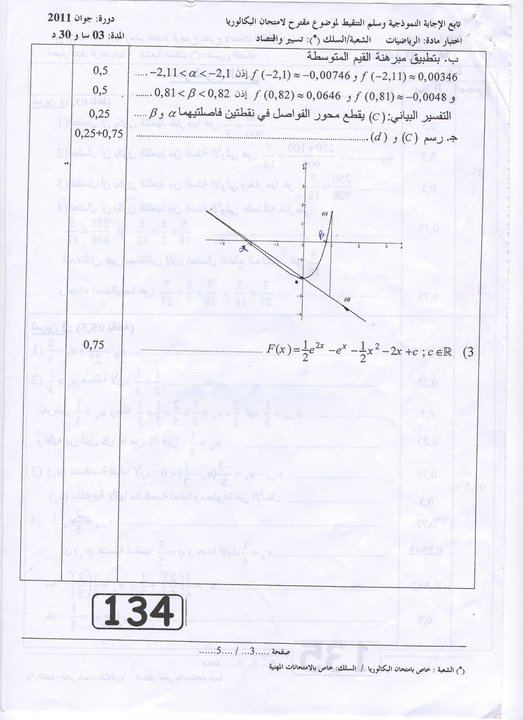 تابع الإجابة النموذجية وسلم التنقيط لموضوع مقترح لامتحان البكالوريا دورة: جوان 2011
اختبار مادة: الرياضيات الشعبة/السلك (*): تسيير واقتصاد المدة: 03 سا و 30 د
ب. بتطبيق مبرهنة القيم المتوسطة
f(-2,11) ≈ 0,00346 و f(-2,1) ≈ -0,00746 إذن -2,11 < α < -2,1 ..... 0,5
و f(0,81) ≈ -0,0048 و f(0,82) ≈ 0,0646 إذن 0,81 < β < 0,82 ..... 0,5
التفسير البياني: (C) يقطع محور الفواصل في نقطتين فاصلتيهما α و β ..... 0,25
جـ. رسم (C) و (d) ..... 0,25+0,75
α β
(3 F(x) = 1/2 e^{2x} - e^x - 1/2 x^2 - 2x + c ; c ∈ ℝ ..... 0,75
134
صفحة ...3... / ...5...
(*) الشعبة : خاص بامتحان البكالوريا / السلك: خاص بالامتحانات المهنية